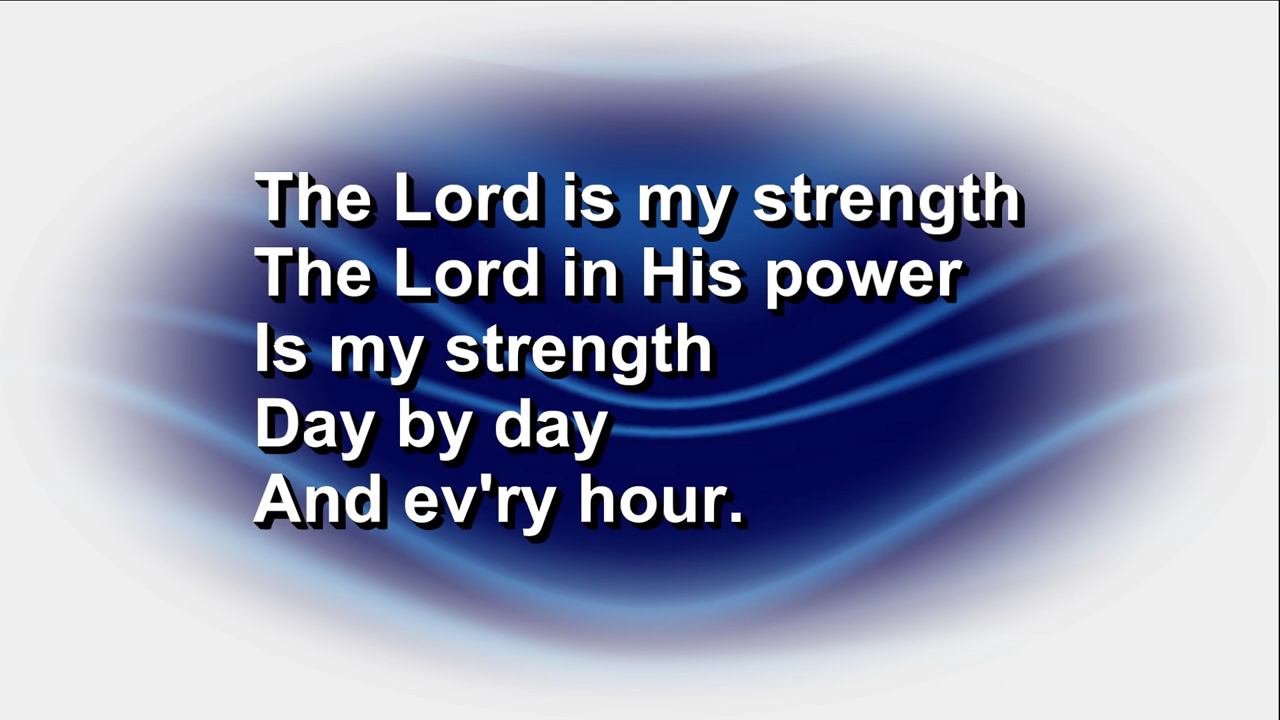 The Lord is my strength
The Lord in His power
Is my strength
Day by day
And ev'ry hour.